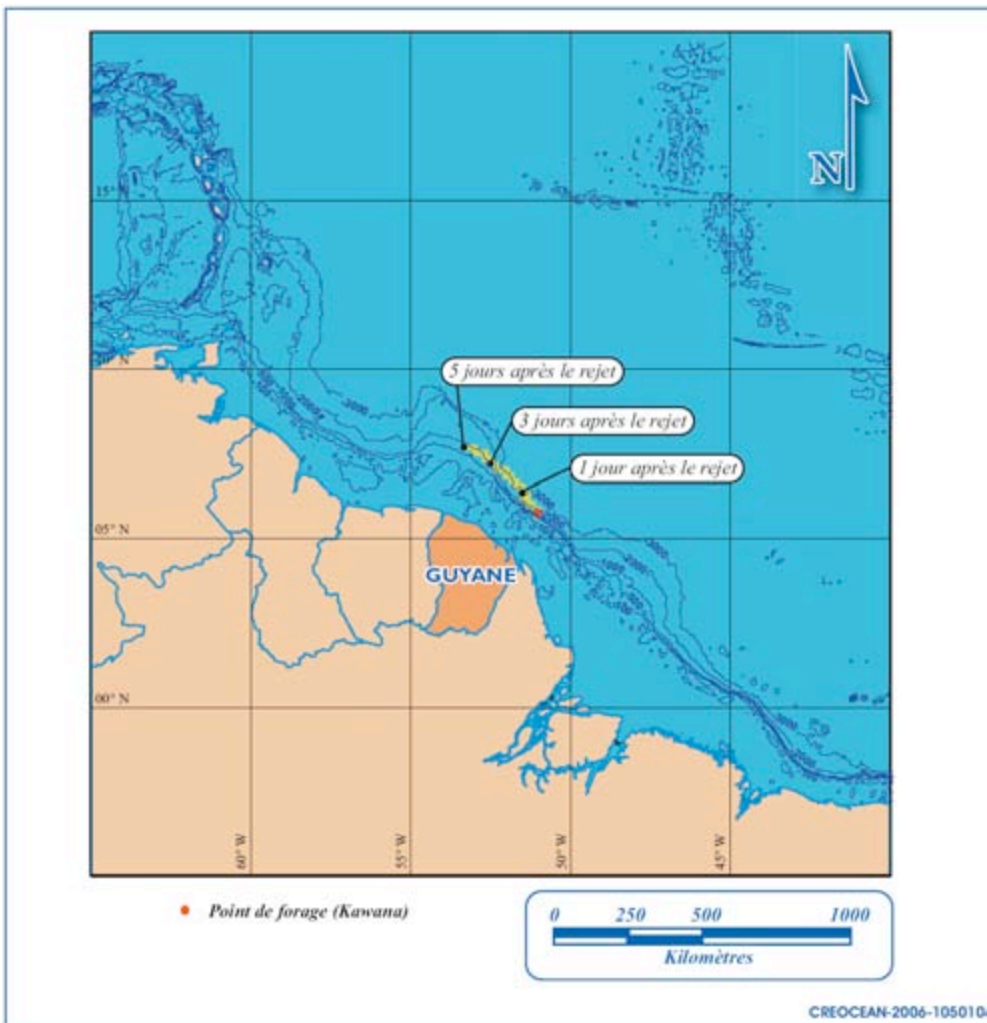 N
15° N
5 jours après le rejet
3 jours après le rejet
1 jour après le rejet
05° N
GUYANE
00° N
60° W
55° W
50° W
45° W
Point de forage (Kawana)
0 250 500 1000
Kilomètres
CREOCEAN-2006-105010